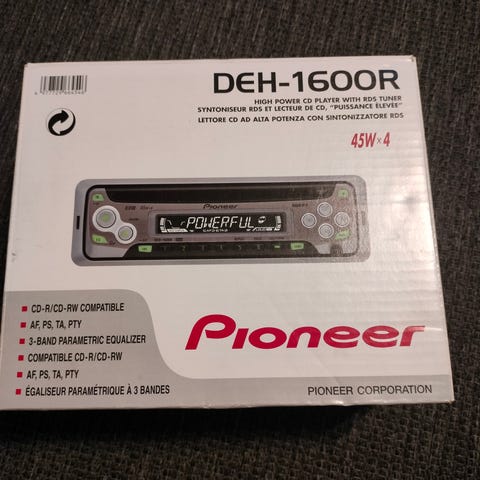 DEH-1600R
HIGH POWER CD PLAYER WITH RDS TUNER
SYNTONISEUR RDS ET LECTEUR DE CD, "PUISSANCE ÉLEVÉE"
LETTORE CD AD ALTA POTENZA CON SINTONIZZATORE RDS
45W×4
Pioneer
POWERFUL
CD-R/CD-RW COMPATIBLE
AF, PS, TA, PTY
3-BAND PARAMETRIC EQUALIZER
COMPATIBLE CD-R/CD-RW
AF, PS, TA, PTY
ÉGALISEUR PARAMÉTRIQUE À 3 BANDES
Pioneer
PIONEER CORPORATION